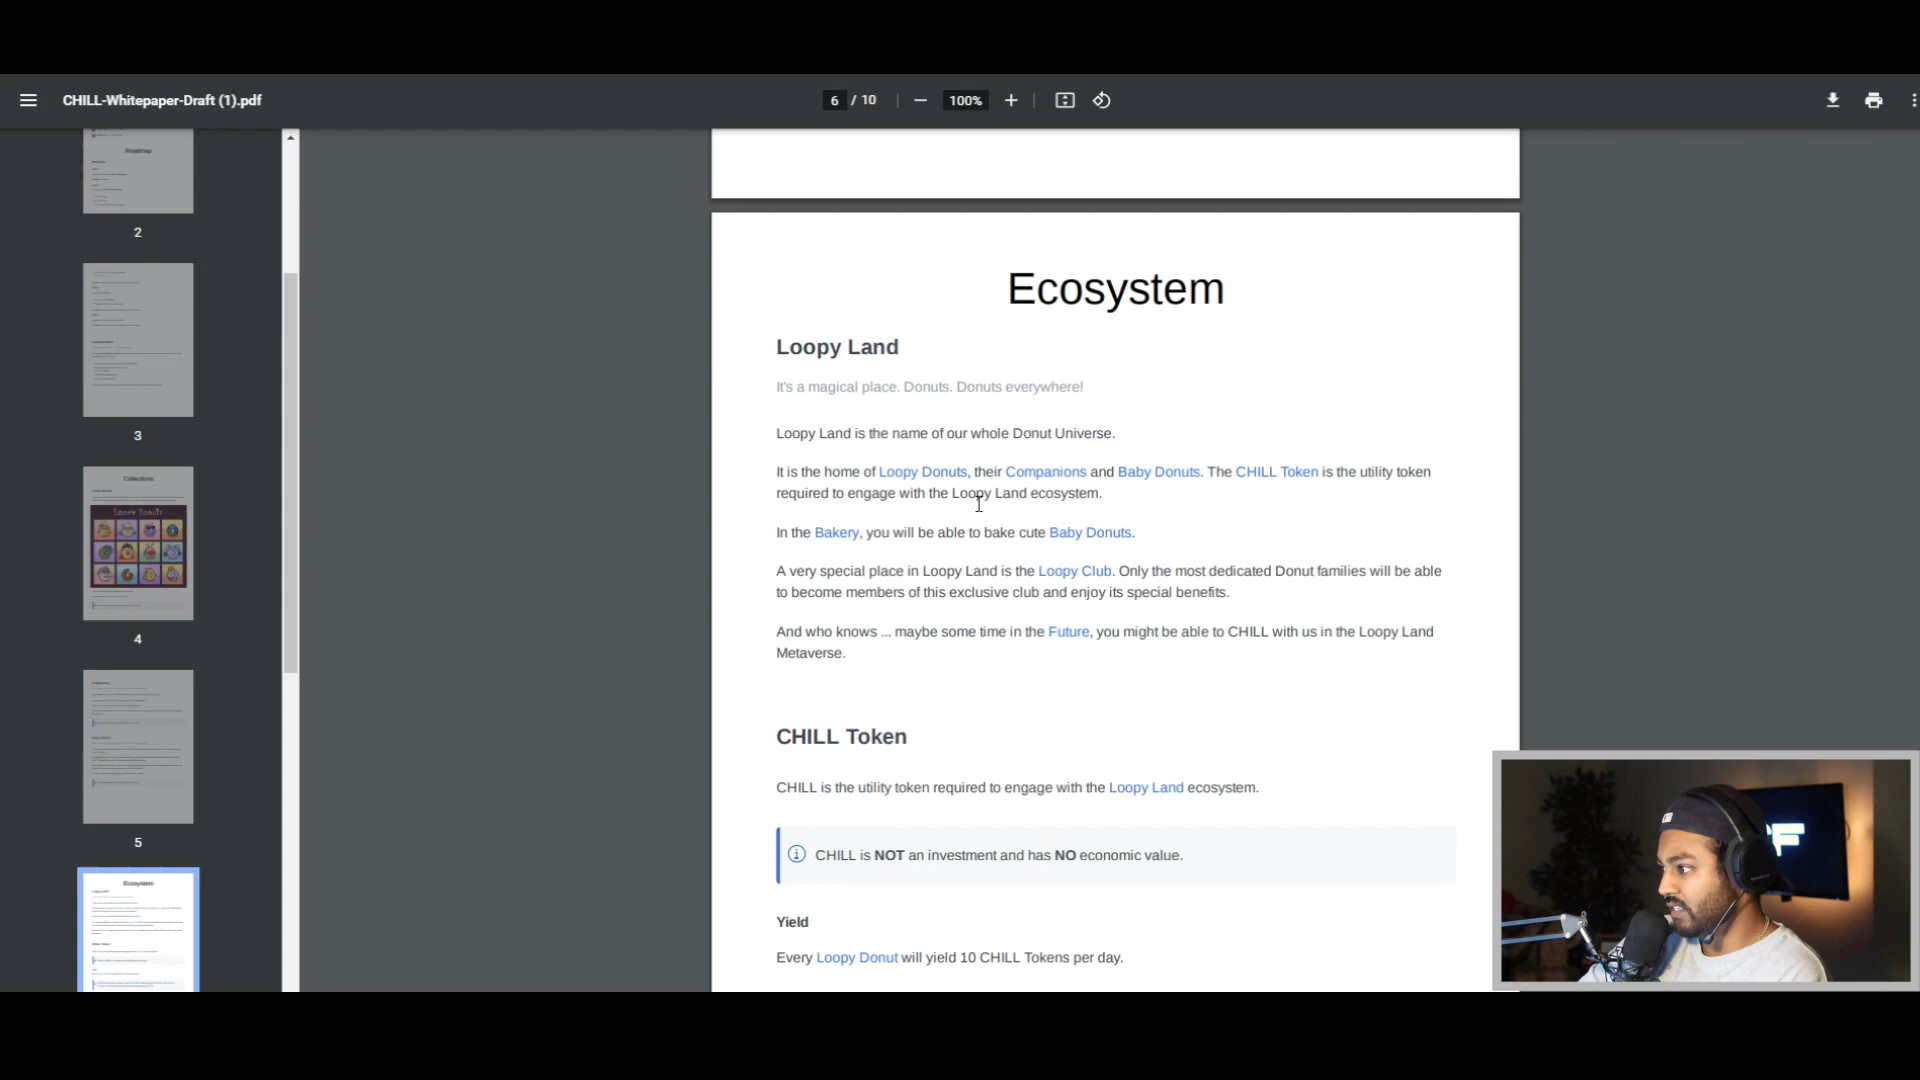 CHILL-Whitepaper-Draft (1).pdf
6 / 10
100%
Roadmap
2
3
Collections
Loopy Donuts
4
5
Ecosystem
Ecosystem
Loopy Land
It's a magical place. Donuts. Donuts everywhere!
Loopy Land is the name of our whole Donut Universe.
It is the home of Loopy Donuts, their Companions and Baby Donuts. The CHILL Token is the utility token
required to engage with the Loopy Land ecosystem.
In the Bakery, you will be able to bake cute Baby Donuts.
A very special place in Loopy Land is the Loopy Club. Only the most dedicated Donut families will be able
to become members of this exclusive club and enjoy its special benefits.
And who knows ... maybe some time in the Future, you might be able to CHILL with us in the Loopy Land
Metaverse.
CHILL Token
CHILL is the utility token required to engage with the Loopy Land ecosystem.
CHILL is NOT an investment and has NO economic value.
Yield
Every Loopy Donut will yield 10 CHILL Tokens per day.